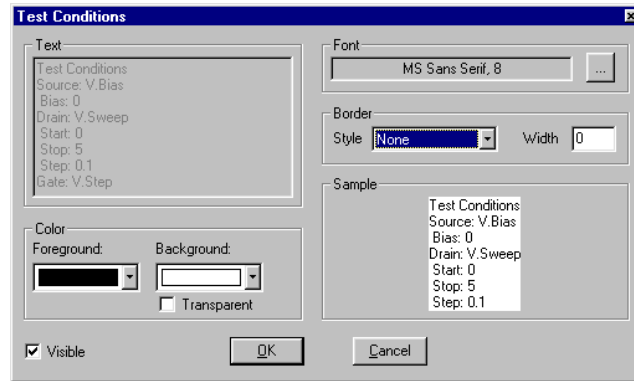 Test Conditions
Text
Test Conditions
Source: V.Bias
Bias: 0
Drain: V.Sweep
Start: 0
Stop: 5
Step: 0.1
Gate: V.Step
Color
Foreground:
Background:
Transparent
Visible
Font
MS Sans Serif, 8
...
Border
Style
None
Width
0
Sample
Test Conditions
Source: V.Bias
Bias: 0
Drain: V.Sweep
Start: 0
Stop: 5
Step: 0.1
OK
Cancel